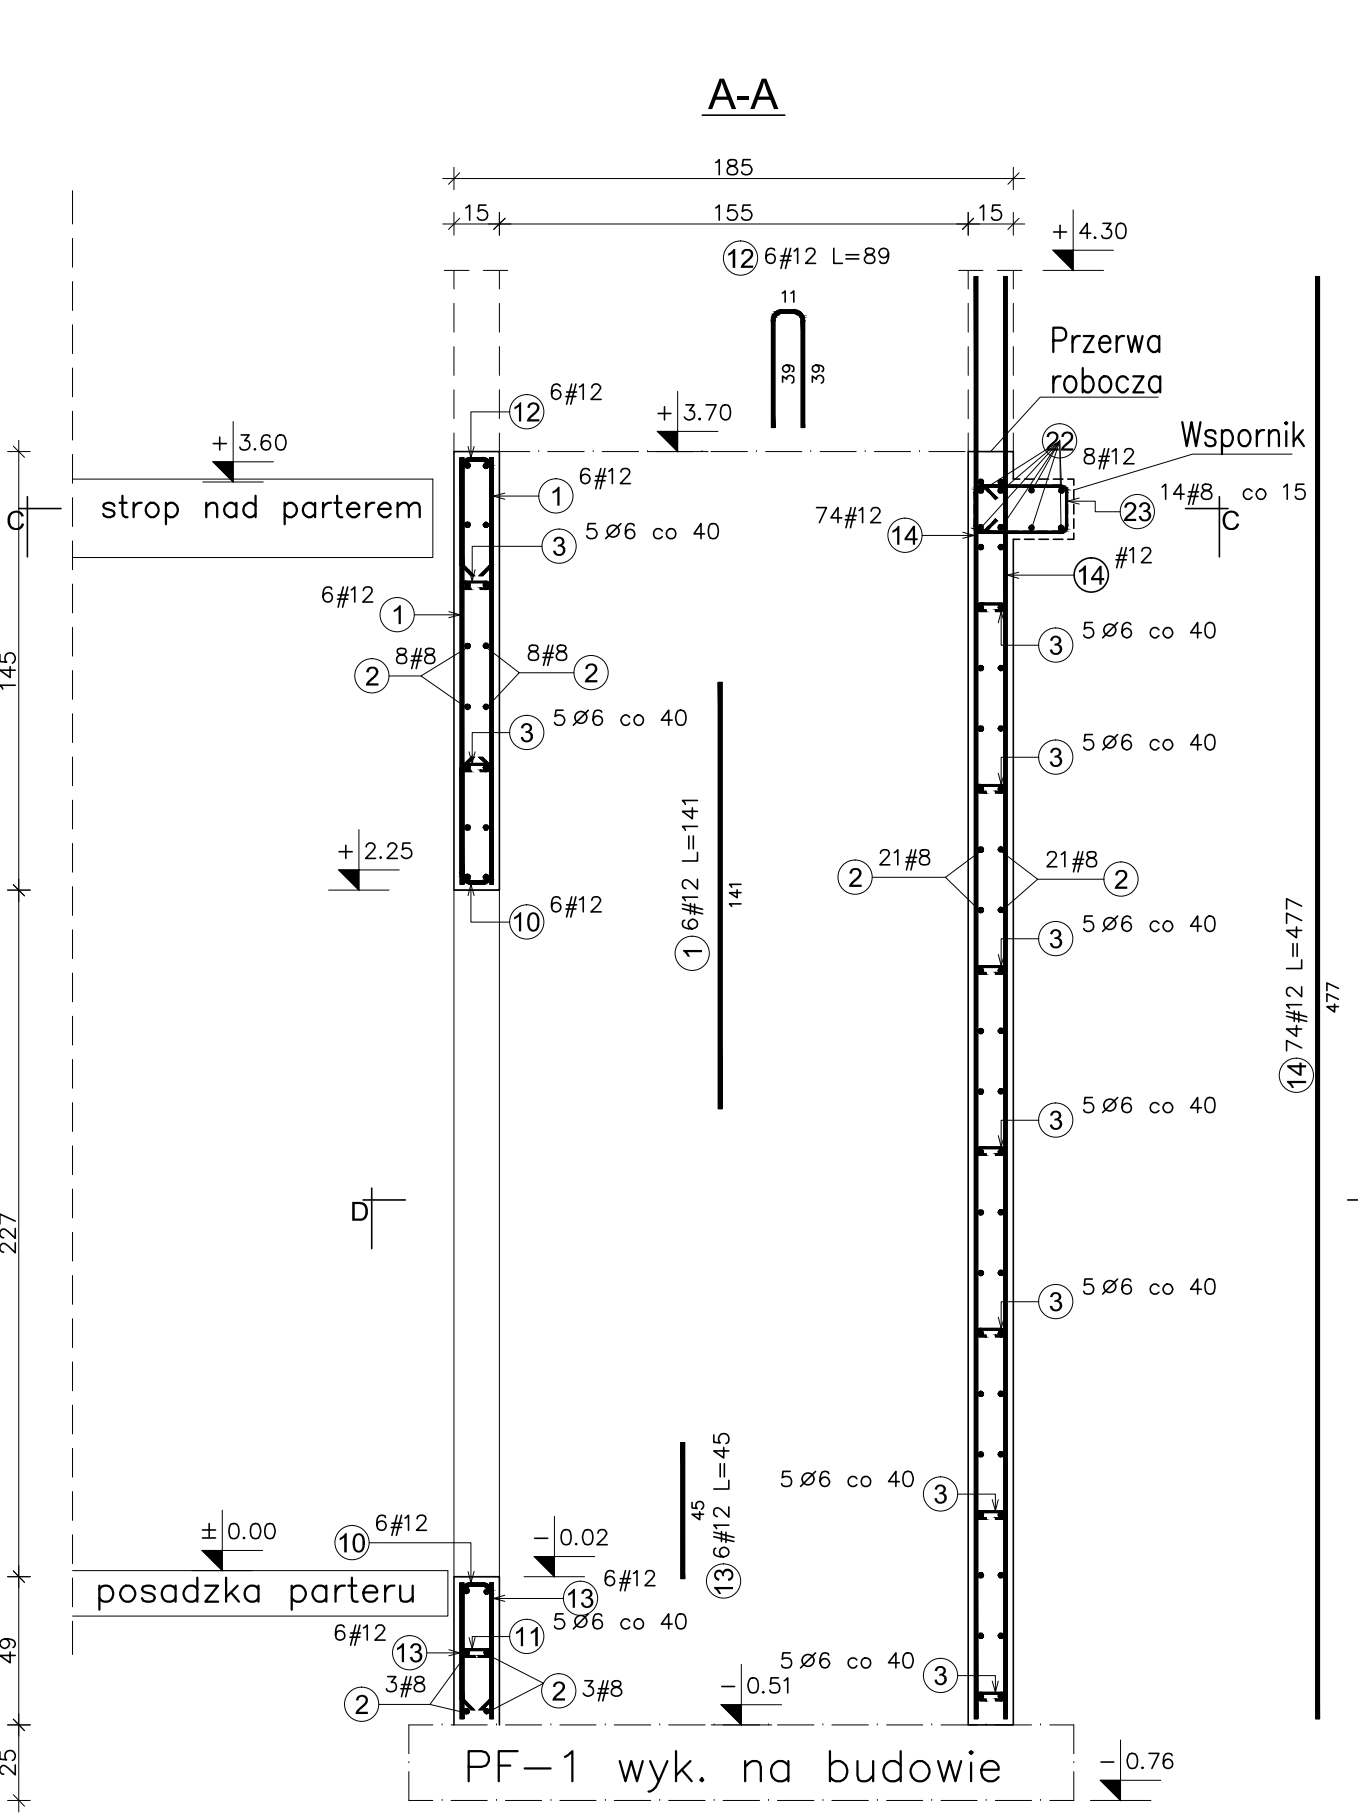 A-A
185
15
155
15
+ 4.30
12 6#12 L=89
11
39
39
Przerwa
robocza
6#12
12
+ 3.70
+ 3.60
22
8#12
Wspornik
6#12
1
14#8 co 15
23
C
strop nad parterem
C
74#12
14
5Ø6 co 40
3
#12
14
6#12
1
5Ø6 co 40
3
8#8
2
8#8
2
145
5Ø6 co 40
3
5Ø6 co 40
3
+ 2.25
1 6#12 L=141
141
21#8
2
21#8
2
6#12
10
5Ø6 co 40
3
14 74#12 L=477
477
5Ø6 co 40
3
D
227
5Ø6 co 40
3
13 6#12 L=45
45
5Ø6 co 40
3
± 0.00
6#12
10
- 0.02
posadzka parteru
6#12
13
5Ø6 co 40
11
6#12
13
49
3#8
2
2
3#8
5Ø6 co 40
3
- 0.51
25
PF-1 wyk. na budowie
- 0.76